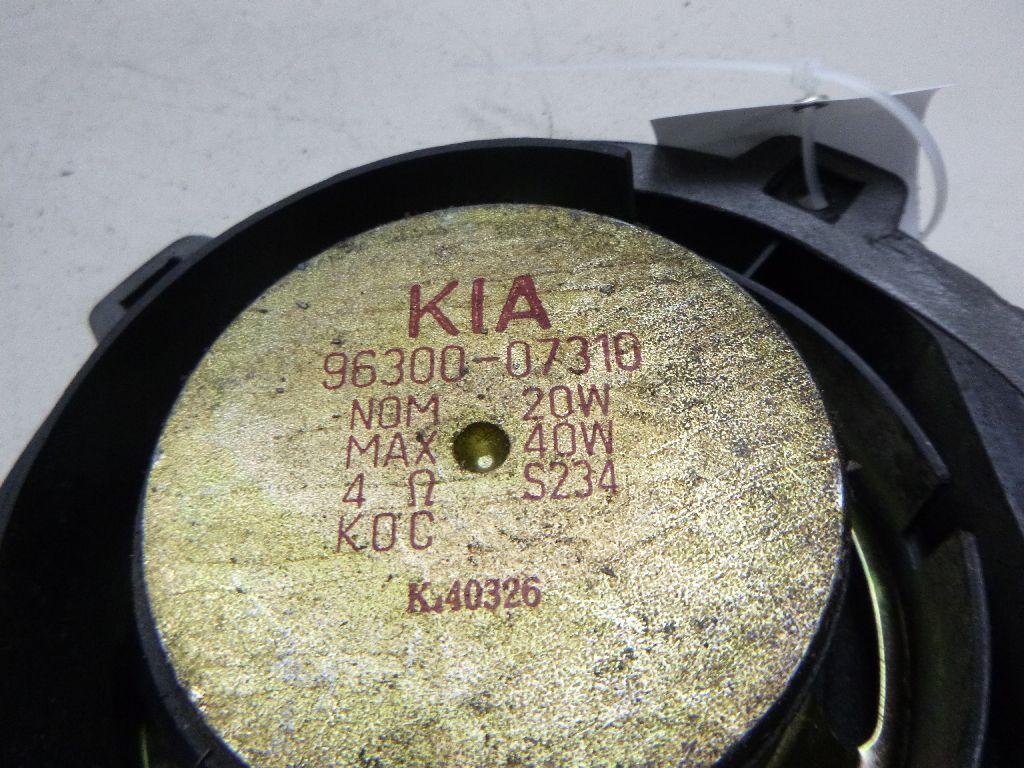 KIA
96300-07310
NOM 20W
MAX 40W
4 Ω S234
KOC
K.40326